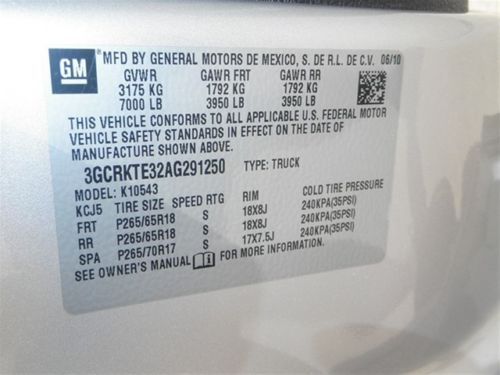 GM
MFD BY GENERAL MOTORS DE MEXICO, S. DE R.L. DE C.V. 06/10
GVWR GAWR FRT GAWR RR
3175 KG 1792 KG 1792 KG
7000 LB 3950 LB 3950 LB
THIS VEHICLE CONFORMS TO ALL APPLICABLE U.S. FEDERAL MOTOR
VEHICLE SAFETY STANDARDS IN EFFECT ON THE DATE OF
MANUFACTURE SHOWN ABOVE.
3GCRKTE32AG291250 TYPE: TRUCK
MODEL: K10543
KCJ5 TIRE SIZE SPEED RTG RIM COLD TIRE PRESSURE
FRT P265/65R18 S 18X8J 240KPA(35PSI)
RR P265/65R18 S 18X8J 240KPA(35PSI)
SPA P265/70R17 S 17X7.5J 240KPA(35PSI)
SEE OWNER'S MANUAL FOR MORE INFORMATION.